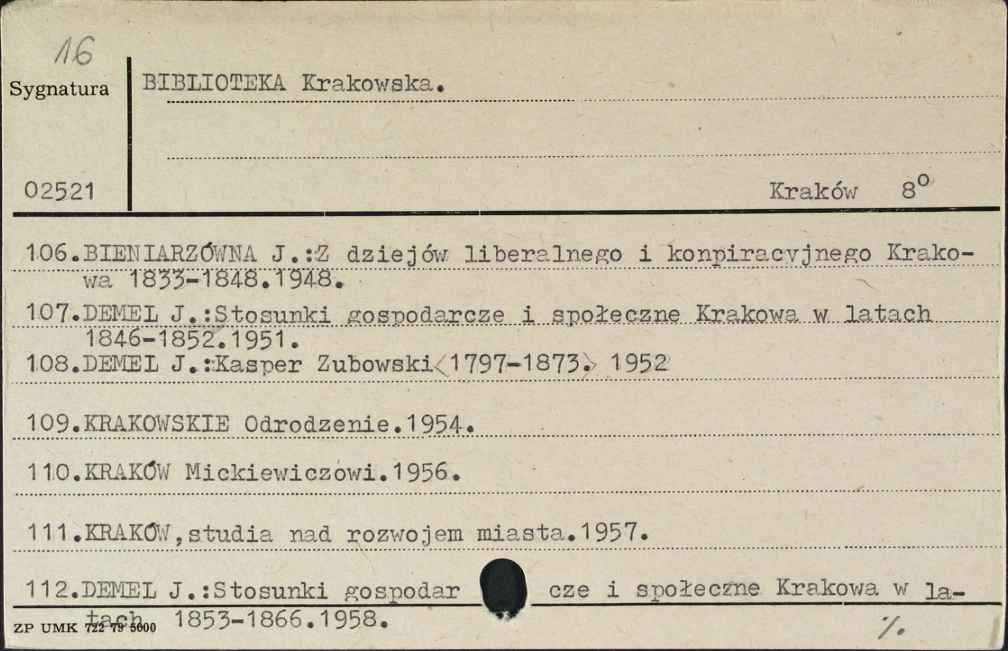 16
Sygnatura
BIBLIOTEKA Krakowska.
02521
Kraków 8º
106.BIENIARZÓWNA J.:Z dziejów liberalnego i konpiracyjnego Krako-
wa 1833-1848.1948.
107.DEMEL J.:Stosunki gospodarcze i społeczne Krakowa w latach
1846-1852.1951.
108.DEMEL J.:Kasper Zubowski<1797-1873.> 1952
109.KRAKOWSKIE Odrodzenie.1954.
110.KRAKÓW Mickiewiczowi.1956.
111.KRAKÓW,studia nad rozwojem miasta.1957.
112.DEMEL J.:Stosunki gospodar cze i społeczne Krakowa w la-
tach 1853-1866.1958.
ZP UMK 722 79 5000
%